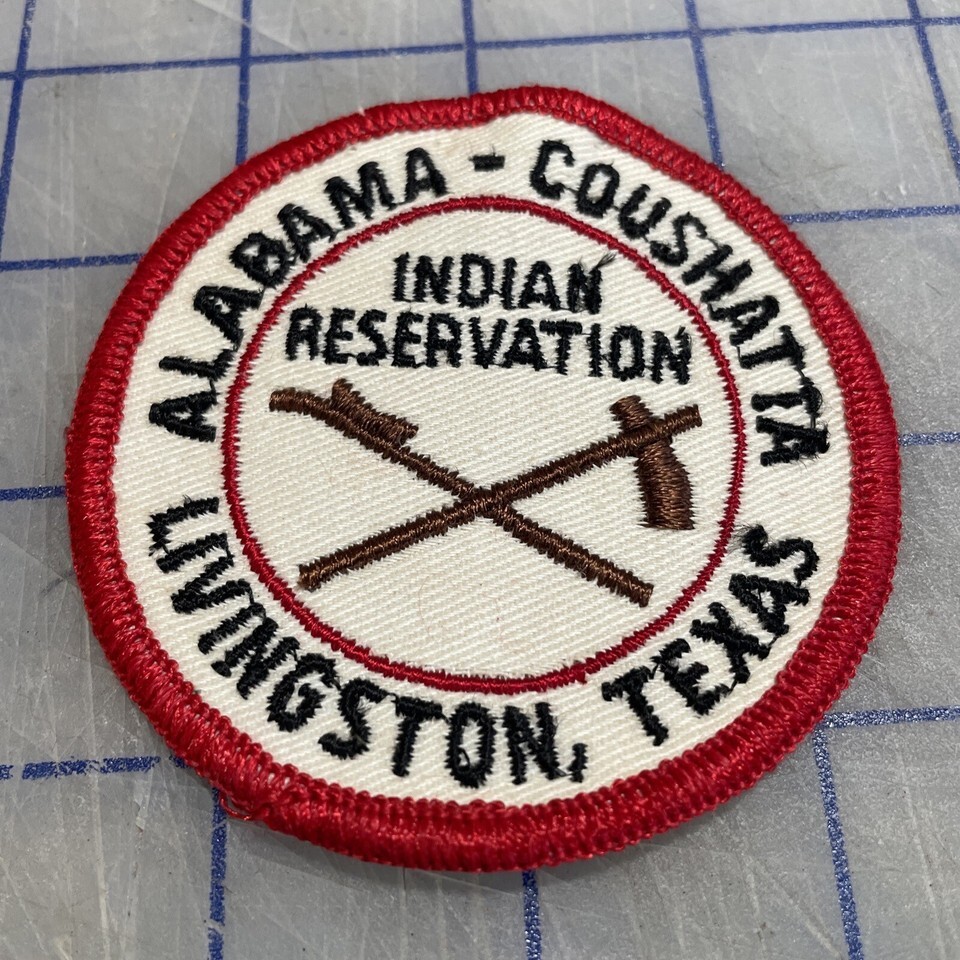 ALABAMA - COUSHATTA
INDIAN
RESERVATION
LIVINGSTON, TEXAS